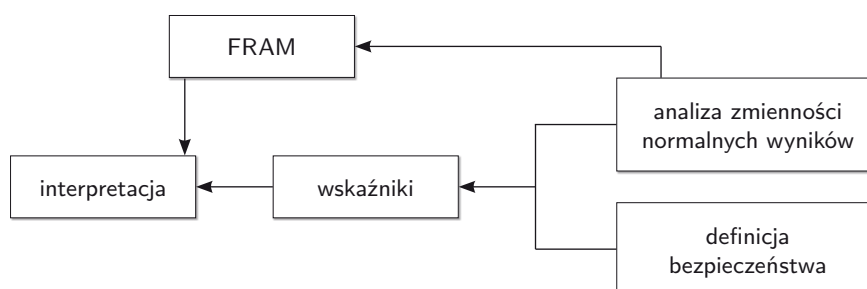 FRAM
analiza zmienności
normalnych wyników
interpretacja
wskaźniki
definicja
bezpieczeństwa